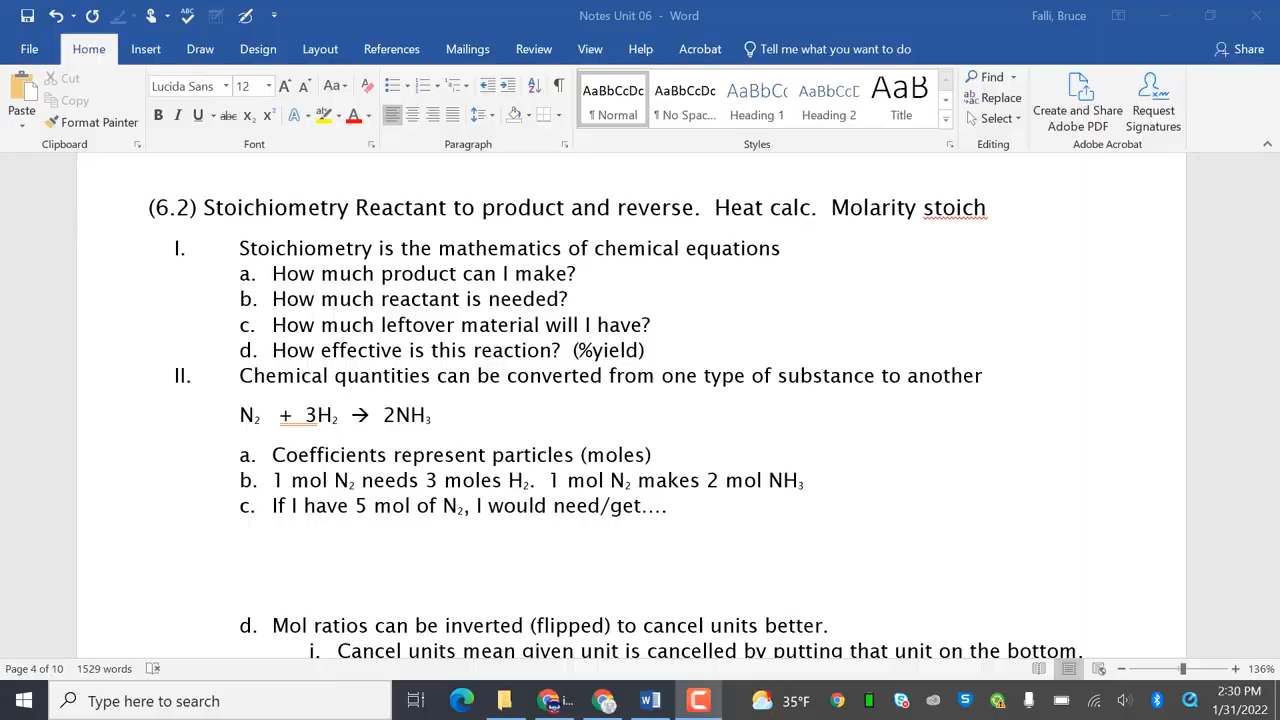 Notes Unit 06 - Word
Falli, Bruce
File Home Insert Draw Design Layout References Mailings Review View Help Acrobat Tell me what you want to do Share
Paste
Cut
Copy
Format Painter
Clipboard
Lucida Sans 12
Font
Paragraph
AaBbCcDc AaBbCcDc AaBbCc AaBbCcD AaB
¶ Normal ¶ No Spac... Heading 1 Heading 2 Title
Styles
Find
Replace
Select
Editing
Create and Share Adobe PDF
Request Signatures
Adobe Acrobat
(6.2) Stoichiometry Reactant to product and reverse. Heat calc. Molarity stoich
I. Stoichiometry is the mathematics of chemical equations
a. How much product can I make?
b. How much reactant is needed?
c. How much leftover material will I have?
d. How effective is this reaction? (%yield)
II. Chemical quantities can be converted from one type of substance to another
N₂ + 3H₂ → 2NH₃
a. Coefficients represent particles (moles)
b. 1 mol N₂ needs 3 moles H₂. 1 mol N₂ makes 2 mol NH₃
c. If I have 5 mol of N₂, I would need/get....
d. Mol ratios can be inverted (flipped) to cancel units better.
i. Cancel units mean given unit is cancelled by putting that unit on the bottom.
Page 4 of 10 1529 words 136%
Type here to search
35°F
2:30 PM
1/31/2022